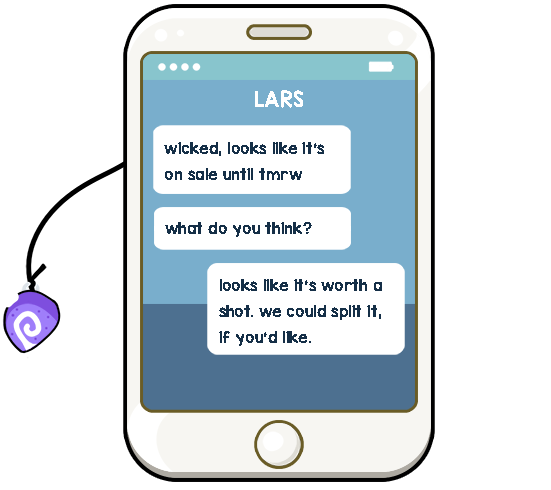 LARS
wicked, looks like it's
on sale until tmrw
what do you think?
looks like it's worth a
shot. we could split it,
if you'd like.